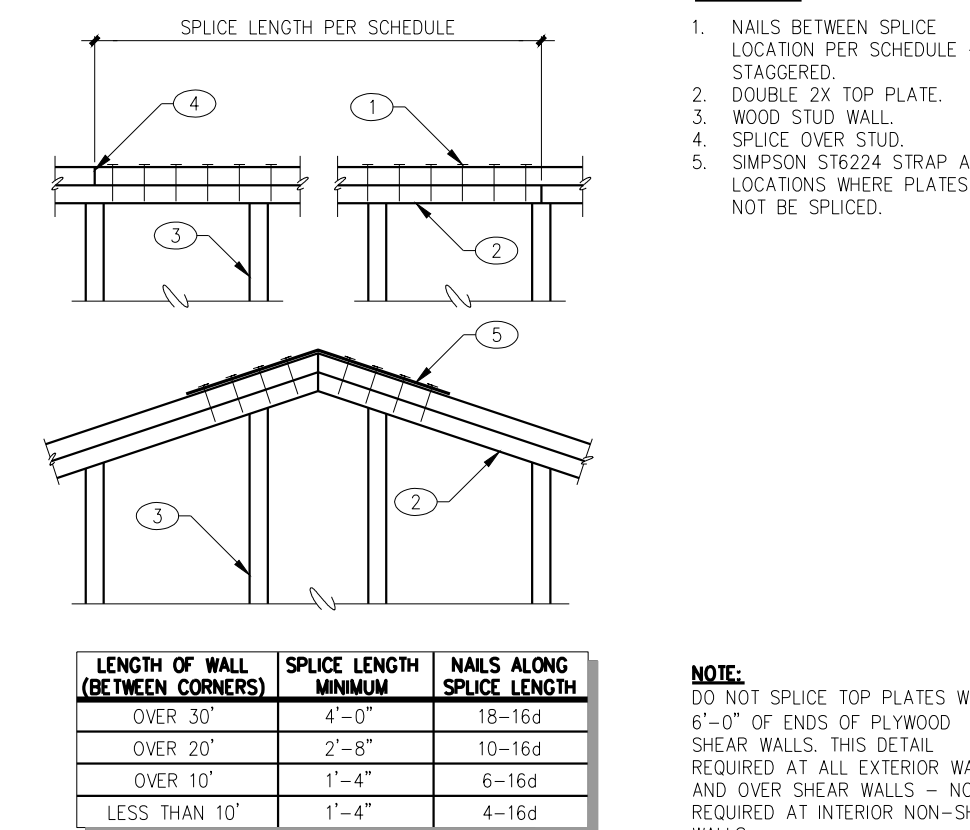 SPLICE LENGTH PER SCHEDULE
4
1
3
2
5
3
2
1. NAILS BETWEEN SPLICE
LOCATION PER SCHEDULE -
STAGGERED.
2. DOUBLE 2X TOP PLATE.
3. WOOD STUD WALL.
4. SPLICE OVER STUD.
5. SIMPSON ST6224 STRAP
LOCATIONS WHERE PLATES
NOT BE SPLICED.
LENGTH OF WALL (BETWEEN CORNERS) SPLICE LENGTH MINIMUM NAILS ALONG SPLICE LENGTH
OVER 30' 4'-0" 18-16d
OVER 20' 2'-8" 10-16d
OVER 10' 1'-4" 6-16d
LESS THAN 10' 1'-4" 4-16d
NOTE:
DO NOT SPLICE TOP PLATES
6'-0" OF ENDS OF PLYWOOD
SHEAR WALLS. THIS DETAIL
REQUIRED AT ALL EXTERIOR
AND OVER SHEAR WALLS -
REQUIRED AT INTERIOR